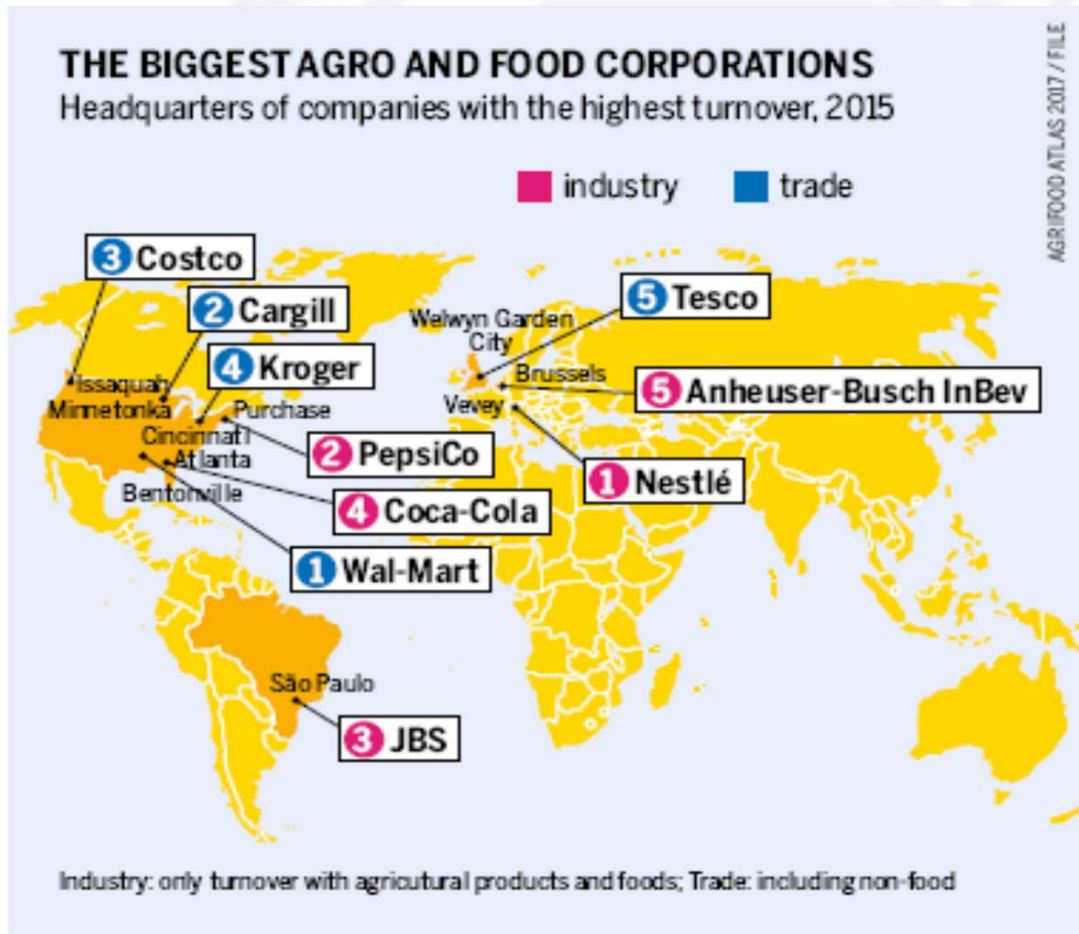 THE BIGGEST AGRO AND FOOD CORPORATIONS
Headquarters of companies with the highest turnover, 2015
AGRIFOOD ATLAS 2017 / FILE
industry
trade
3 Costco
2 Cargill
4 Kroger
5 Tesco
Welwyn Garden
City
Issaquah
Minnetonka
Purchase
Brussels
5 Anheuser-Busch InBev
Vevey
Cincinnati
Atlanta
2 PepsiCo
1 Nestlé
Bentonville
4 Coca-Cola
1 Wal-Mart
São Paulo
3 JBS
Industry: only turnover with agricutural products and foods; Trade: including non-food